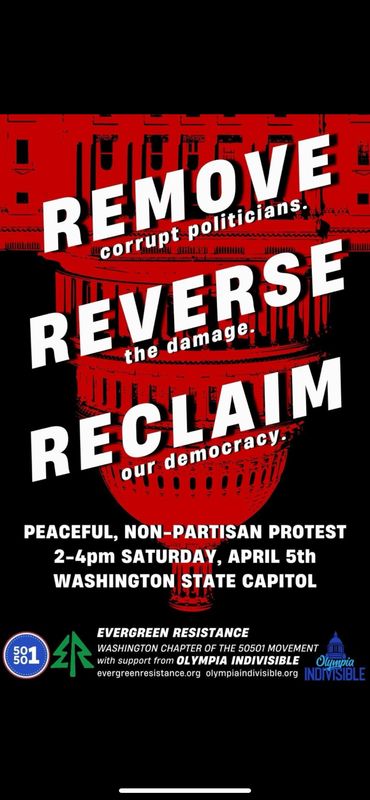 REMOVE
corrupt politicians.
REVERSE
the damage.
RECLAIM
our democracy.
PEACEFUL, NON-PARTISAN PROTEST
2-4pm SATURDAY, APRIL 5th
WASHINGTON STATE CAPITOL
EVERGREEN RESISTANCE
WASHINGTON CHAPTER OF THE 50501 MOVEMENT
with support from OLYMPIA INDIVISIBLE
evergreenresistance.org olympiaindivisible.org
50
50
1
ER
Olympia
INDIVISIBLE